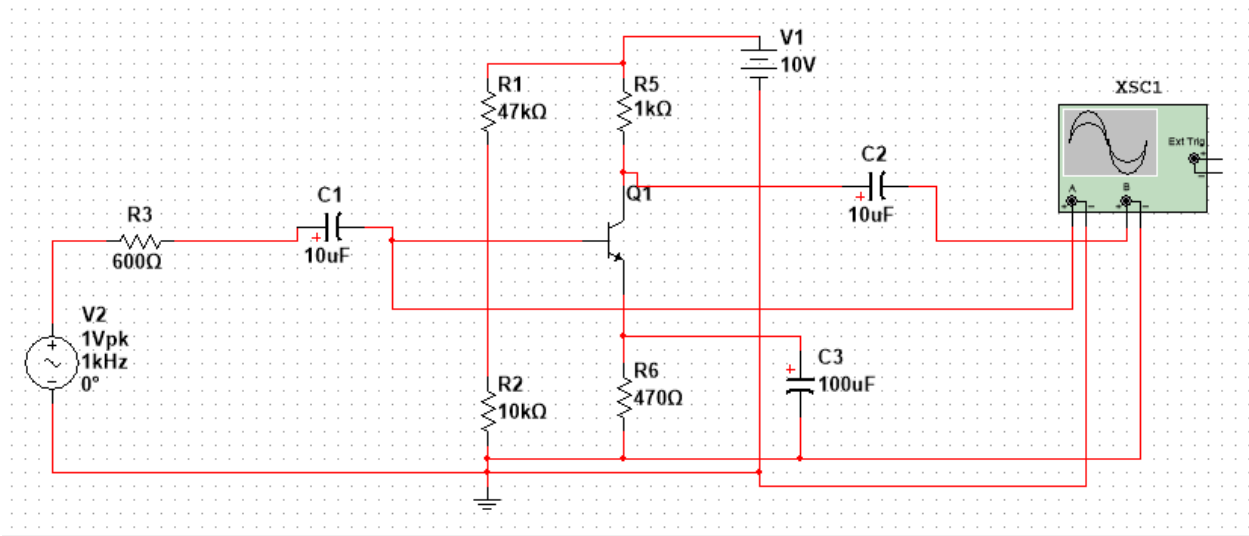 V1
10V
XSC1
R1
47kΩ
R5
1kΩ
Ext Trig
+
-
C2
+
10uF
A
B
+ - + -
Q1
C1
+
10uF
R3
600Ω
V2
1Vpk
1kHz
0°
+
-
R2
10kΩ
R6
470Ω
C3
+
100uF